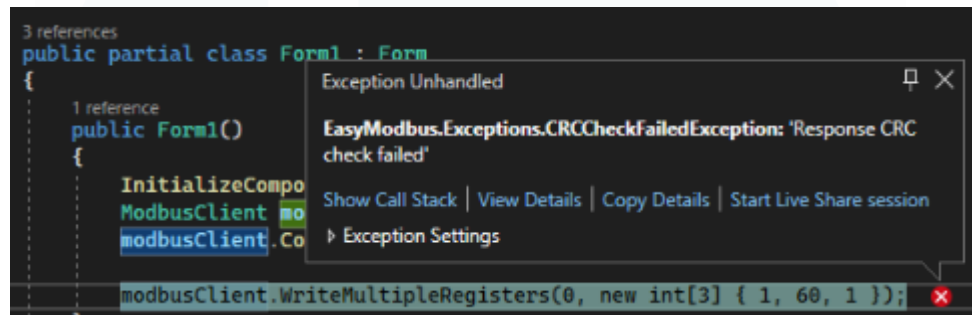 3 references
public partial class Form1 : Form
{
Exception Unhandled
1 reference
public Form1()
EasyModbus.Exceptions.CRCCheckFailedException: 'Response CRC
check failed'
{
InitializeCompo
Show Call Stack | View Details | Copy Details | Start Live Share session
ModbusClient mo
modbusClient.Co
Exception Settings
modbusClient.WriteMultipleRegisters(0, new int[3] { 1, 60, 1 });